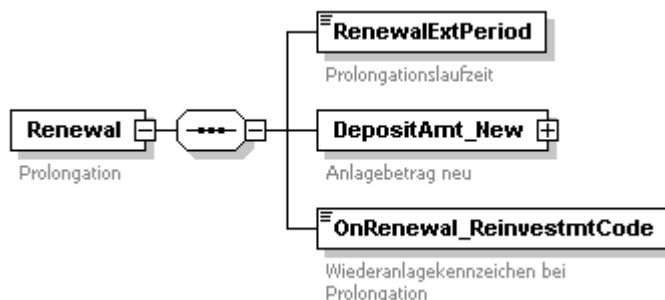 RenewalExtPeriod
Prolongationslaufzeit
Renewal
Prolongation
DepositAmt_New
Anlagebetrag neu
OnRenewal_ReinvestmtCode
Wiederanlagekennzeichen bei
Prolongation